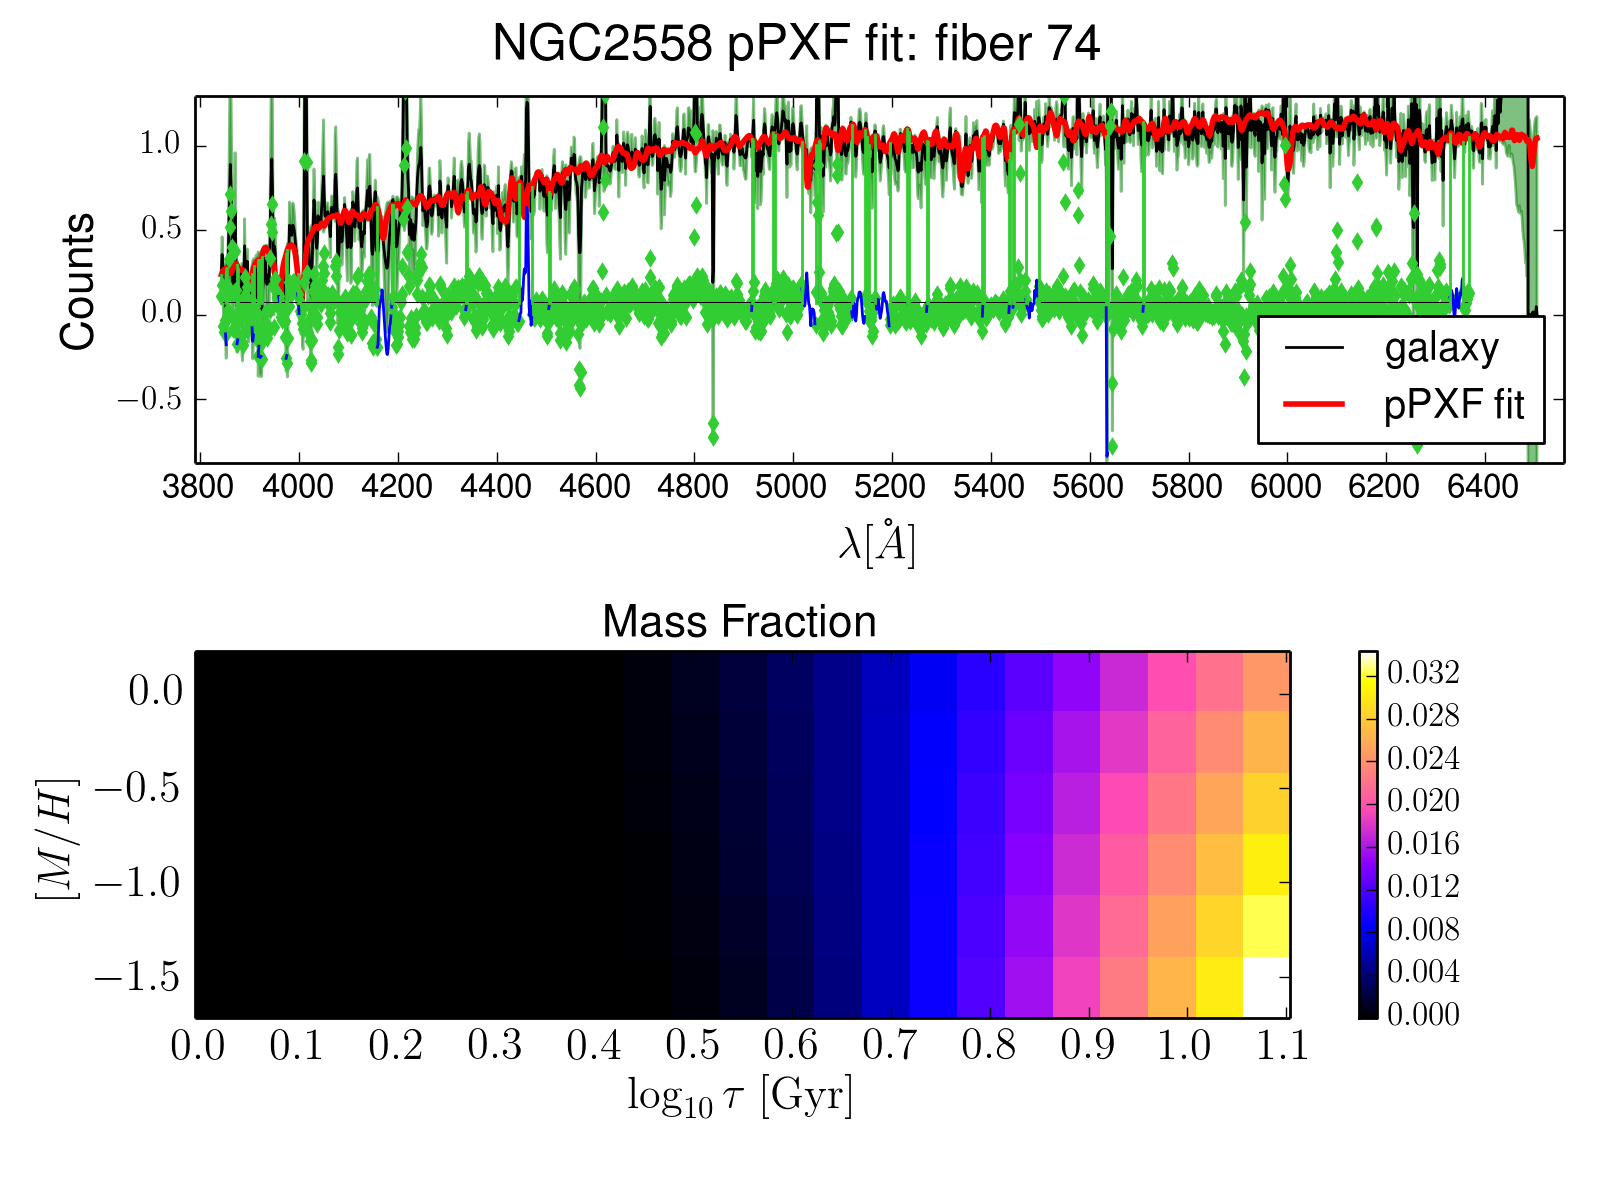 NGC2558 pPXF fit: fiber 74
Counts
1.0
0.5
0.0
−0.5
galaxy
pPXF fit
3800 4000 4200 4400 4600 4800 5000 5200 5400 5600 5800 6000 6200 6400
λ[Å]
Mass Fraction
[M/H]
0.0
−0.5
−1.0
−1.5
0.0 0.1 0.2 0.3 0.4 0.5 0.6 0.7 0.8 0.9 1.0 1.1
log₁₀ τ [Gyr]
0.032
0.028
0.024
0.020
0.016
0.012
0.008
0.004
0.000